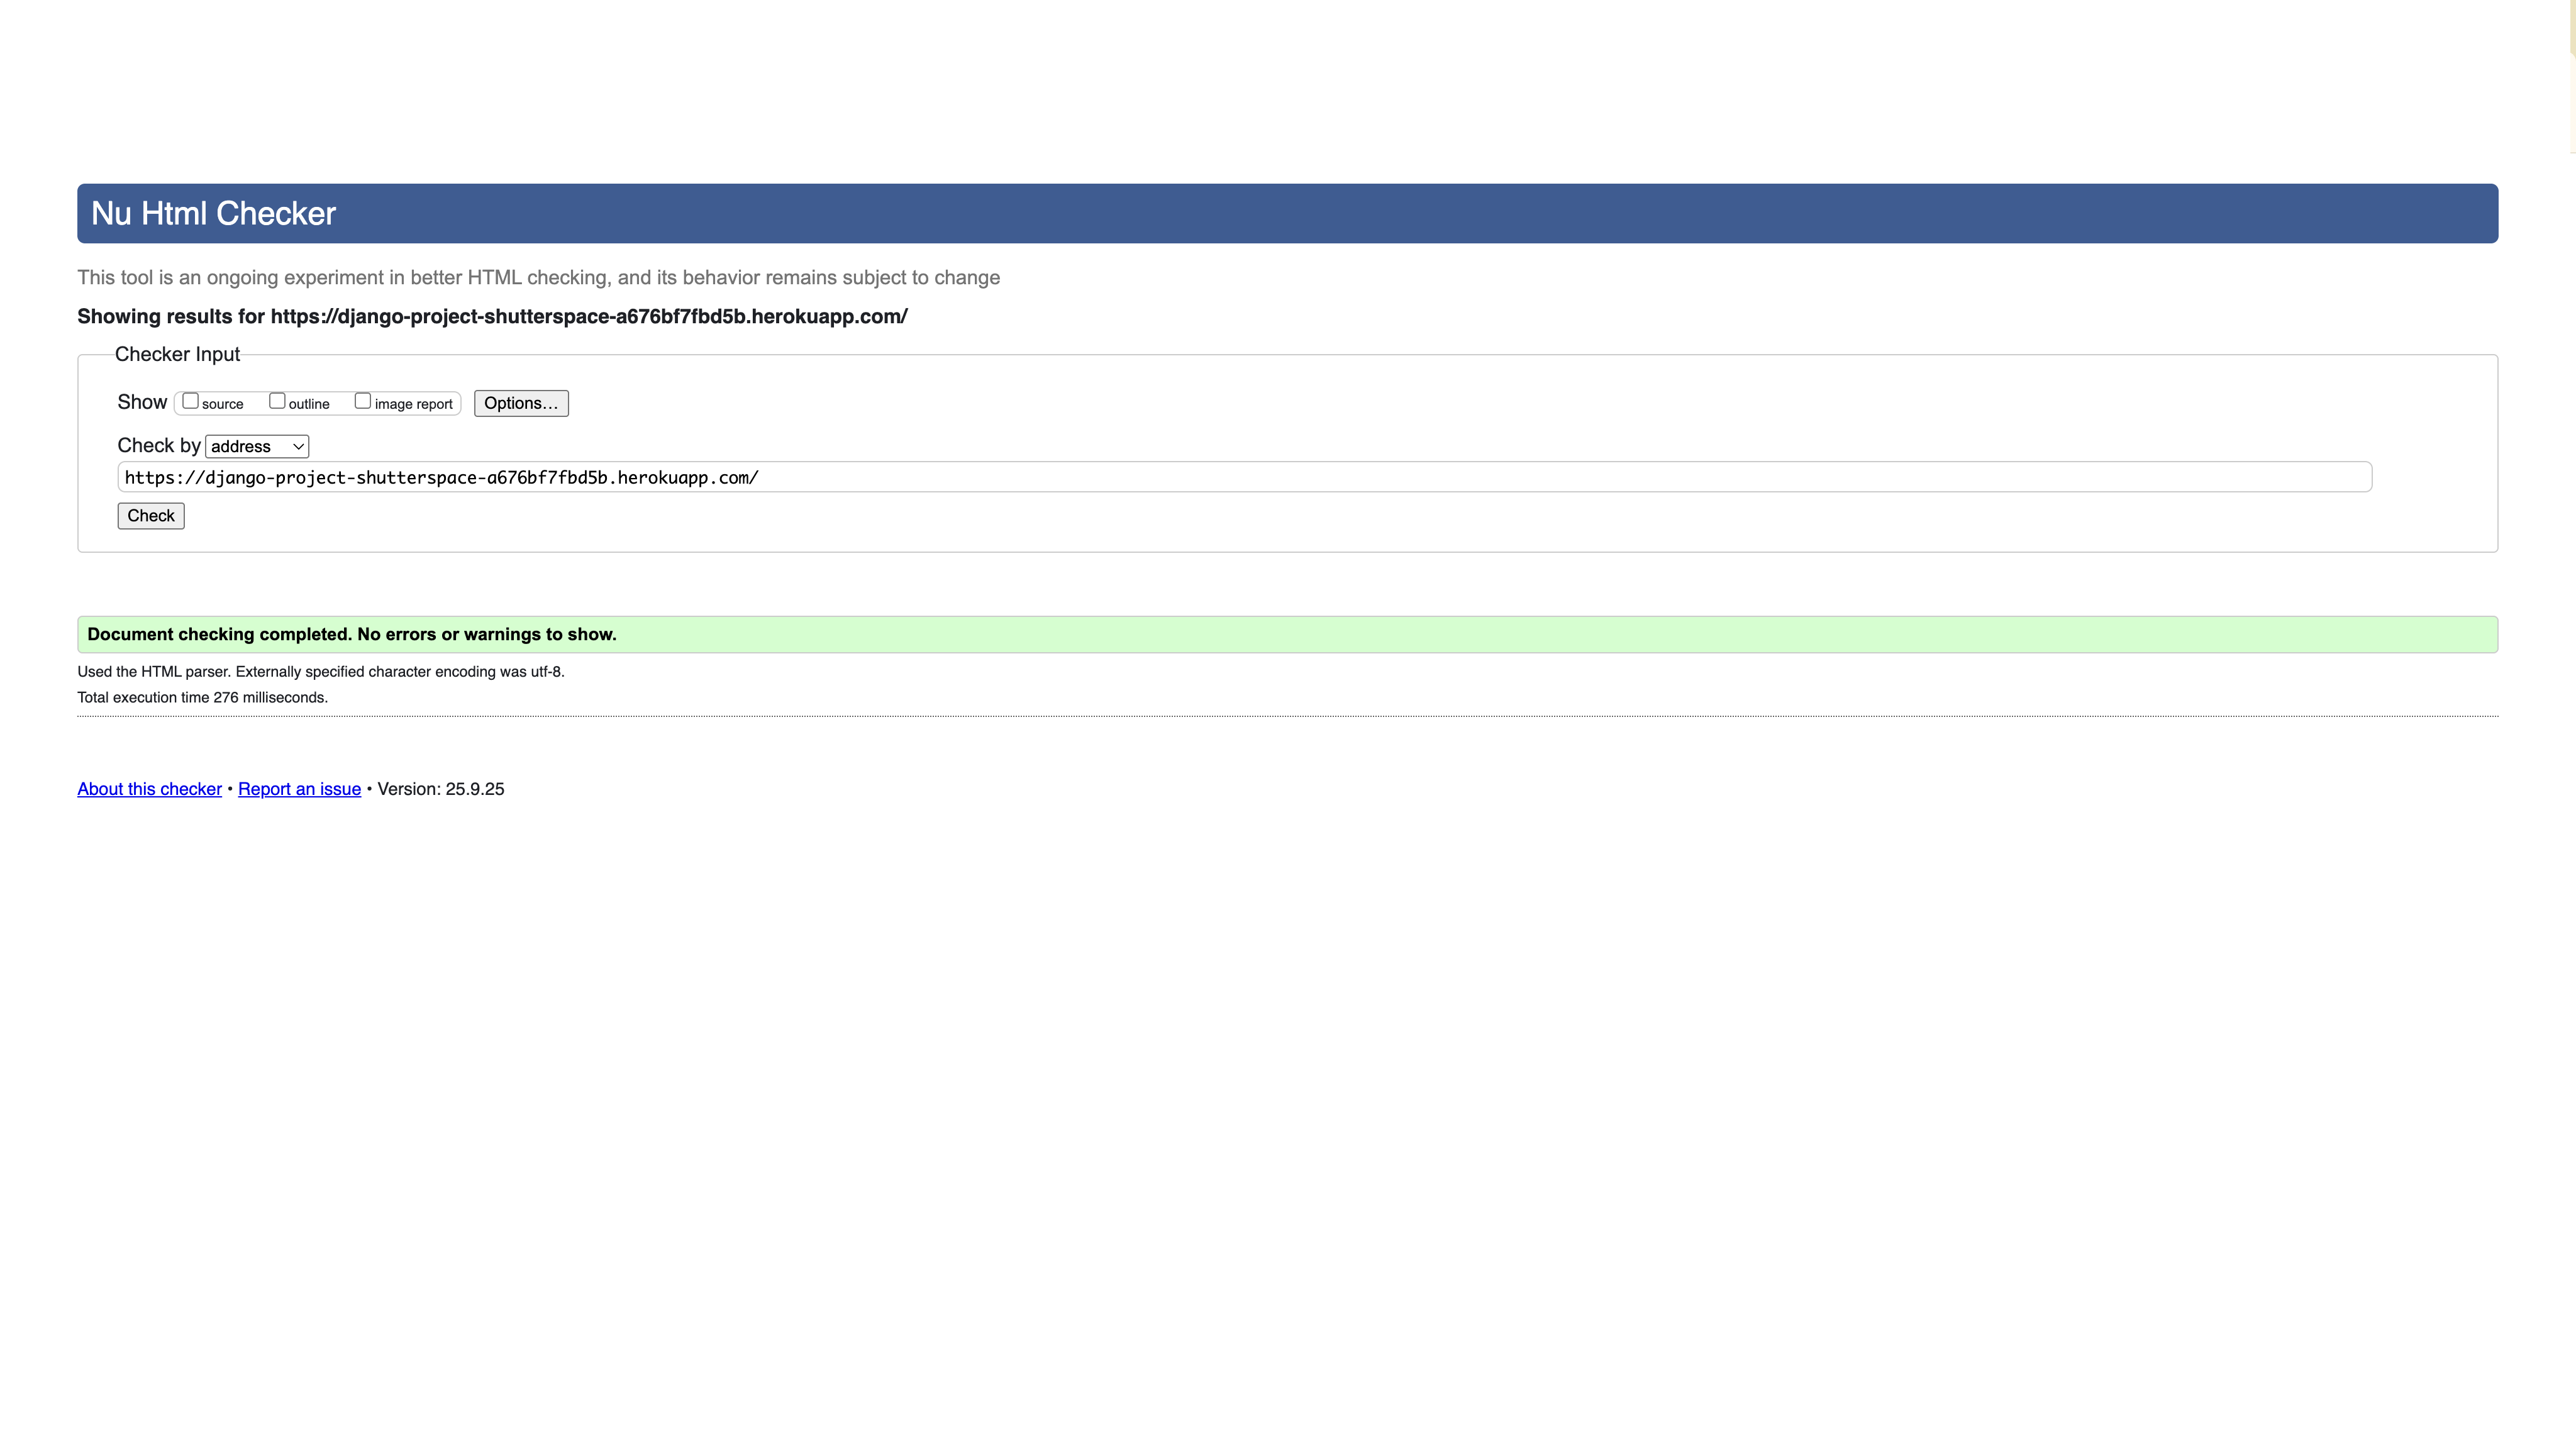 Nu Html Checker
This tool is an ongoing experiment in better HTML checking, and its behavior remains subject to change
Showing results for https://django-project-shutterspace-a676bf7fbd5b.herokuapp.com/
Checker Input
Show source outline image report Options…
Check by address
https://django-project-shutterspace-a676bf7fbd5b.herokuapp.com/
Check
Document checking completed. No errors or warnings to show.
Used the HTML parser. Externally specified character encoding was utf-8.
Total execution time 276 milliseconds.
About this checker • Report an issue • Version: 25.9.25